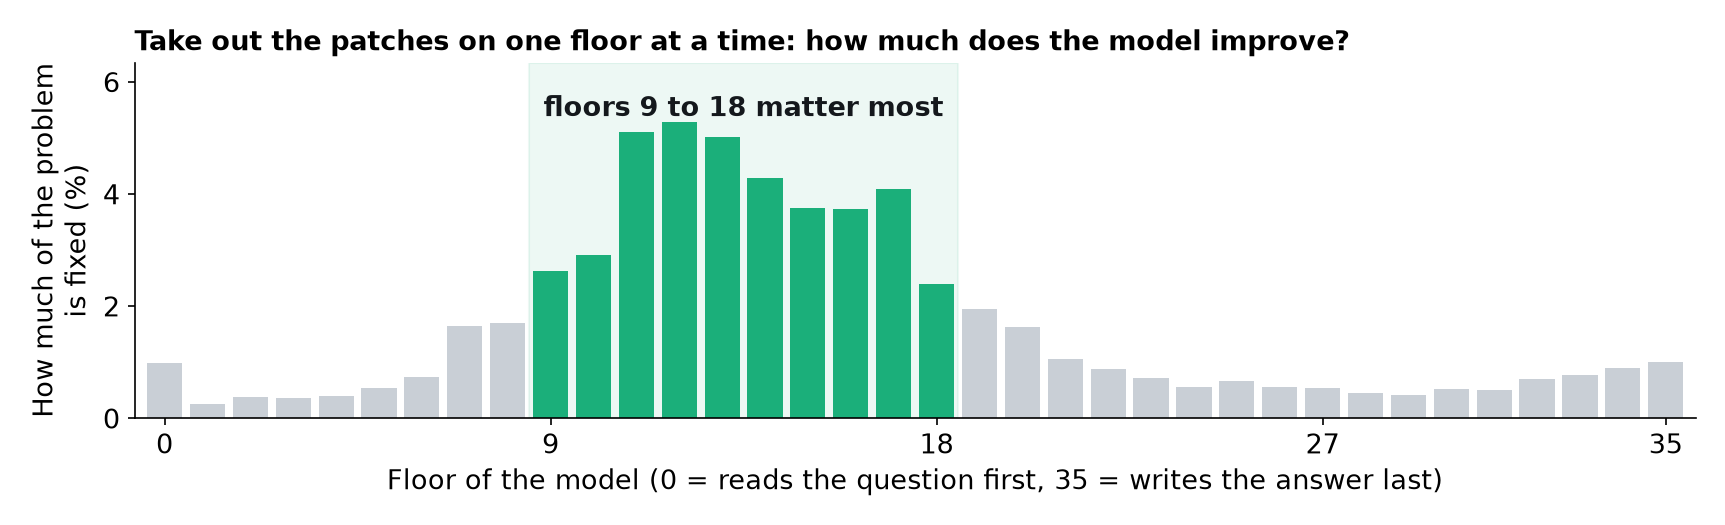 Take out the patches on one floor at a time: how much does the model improve?
How much of the problem
is fixed (%)
6
4
2
0
floors 9 to 18 matter most
0 9 18 27 35
Floor of the model (0 = reads the question first, 35 = writes the answer last)